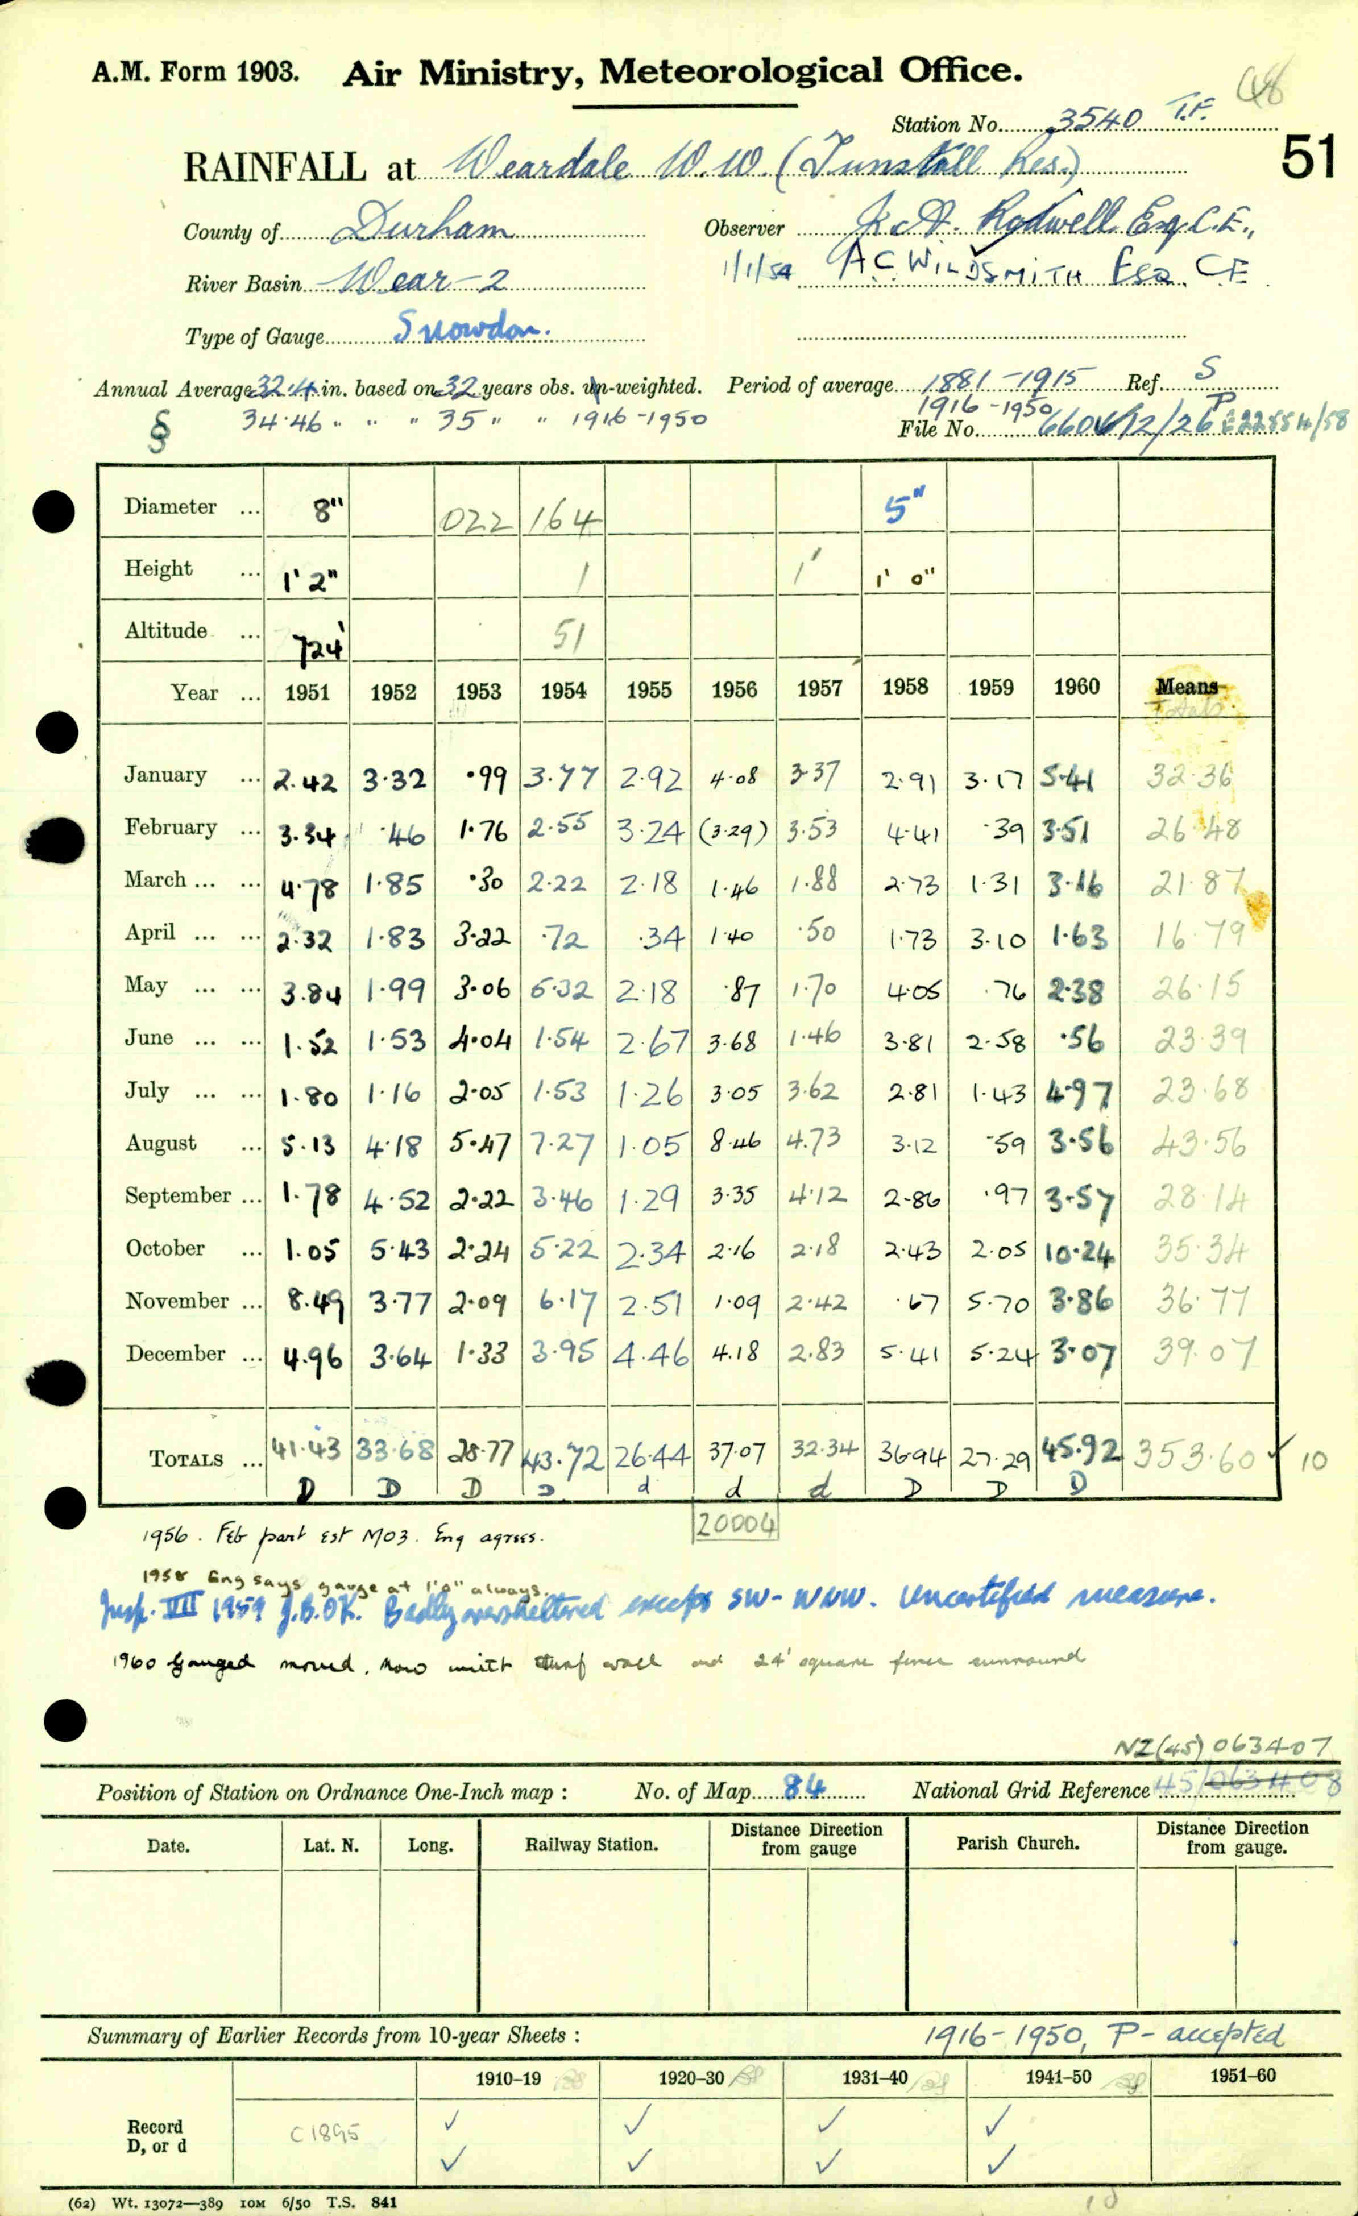 A.M. Form 1903. Air Ministry, Meteorological Office. 48
Station No. 3540 T.F.
51
RAINFALL at Weardale W.W. (Tunstall Res.)
County of Durham Observer J. A. Rodwell Esq. C.E.,
1/1/54 A C WILDSMITH ESQ. CE
River Basin Wear-2
Type of Gauge Snowdon.
Annual Average 32.4 in. based on 32 years obs. un-weighted. Period of average 1881-1915 Ref. S
§ 34.46 " " " 35 " " 1916-1950 1916-1950 P
File No. 6606/12/26 E22554/58
Diameter ... 8" 022 164 5"
Height ... 1' 2" 1 1' 1' 0"
Altitude ... 724' 51
Year ... 1951 1952 1953 1954 1955 1956 1957 1958 1959 1960 Means
January ... 2.42 3.32 .99 3.77 2.92 4.08 3.37 2.91 3.17 5.41 32.36
February ... 3.34 .46 1.76 2.55 3.24 (3.29) 3.53 4.41 .39 3.51 26.48
March ... ... 4.78 1.85 .30 2.22 2.18 1.46 1.88 2.73 1.31 3.16 21.87
April ... ... 2.32 1.83 3.22 .72 .34 1.40 .50 1.73 3.10 1.63 16.79
May ... ... 3.84 1.99 3.06 5.32 2.18 .87 1.70 4.05 .76 2.38 26.15
June ... ... 1.52 1.53 4.04 1.54 2.67 3.68 1.46 3.81 2.58 .56 23.39
July ... ... 1.80 1.16 2.05 1.53 1.26 3.05 3.62 2.81 1.43 4.97 23.68
August ... 5.13 4.18 5.47 7.27 1.05 8.46 4.73 3.12 .59 3.56 43.56
September ... 1.78 4.52 2.22 3.46 1.29 3.35 4.12 2.86 .97 3.57 28.14
October ... 1.05 5.43 2.24 5.22 2.34 2.16 2.18 2.43 2.05 10.24 35.34
November ... 8.49 3.77 2.09 6.17 2.51 1.09 2.42 .67 5.70 3.86 36.77
December ... 4.96 3.64 1.33 3.95 4.46 4.18 2.83 5.41 5.24 3.07 39.07
TOTALS ... 41.43 33.68 28.77 43.72 26.44 37.07 32.34 36.94 27.29 45.92 353.60 ✓ 10
D D D D d d d D D D
20004
1956. Feb part est MO3. Eng agrees.
1958 Eng says gauge at 1'0" always.
Insp. VIII 1959 J.B.OK. Badly oversheltered except SW-WNW. Uncertified measure.
1960 Gauged moved. Now with turf wall and 24' square fence surround
NZ(45) 063407
Position of Station on Ordnance One-Inch map : No. of Map 84 National Grid Reference 45/063408
Date. Lat. N. Long. Railway Station. Distance Direction from gauge Parish Church. Distance Direction from gauge.
Summary of Earlier Records from 10-year Sheets : 1916-1950, P- accepted
1910-19 1920-30 1931-40 1941-50 1951-60
Record C1895 ✓ ✓ ✓ ✓
D, or d ✓ ✓ ✓ ✓
(62) Wt. 13072—389 10M 6/50 T.S. 841